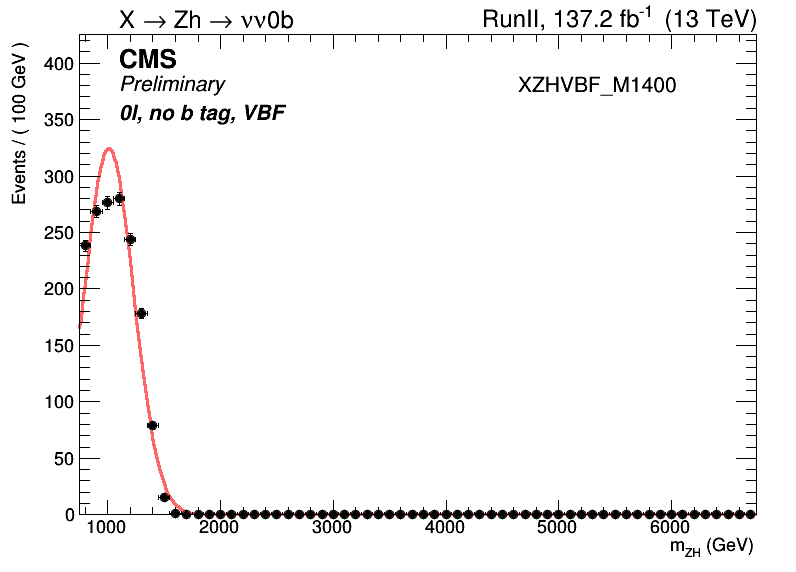 X → Zh → νν0b
RunII, 137.2 fb⁻¹ (13 TeV)
CMS
Preliminary
0l, no b tag, VBF
XZHVBF_M1400
Events / ( 100 GeV )
400
350
300
250
200
150
100
50
0
1000 2000 3000 4000 5000 6000
m_ZH (GeV)